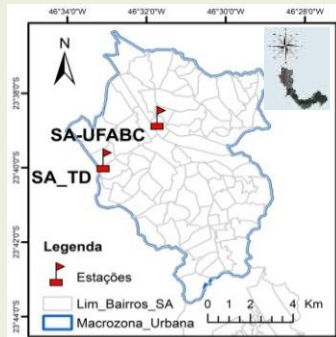 46°34'0"W 46°32'0"W 46°30'0"W 46°28'0"W
N
23°38'0"S
SA-UFABC
23°40'0"S
SA_TD
23°42'0"S
Legenda
Estações
Lim_Bairros_SA
Macrozona_Urbana
0 1 2 4
Km
23°44'0"S